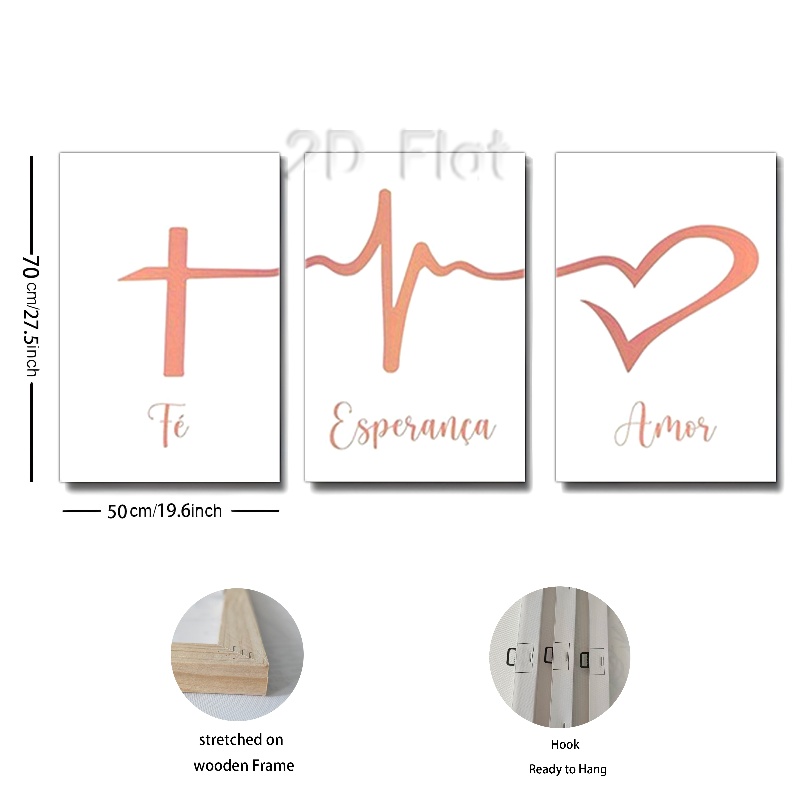 2D Flat
70 cm/27.5inch
Fé
Esperança
Amor
50cm/19.6inch
stretched on
wooden Frame
Hook
Ready to Hang